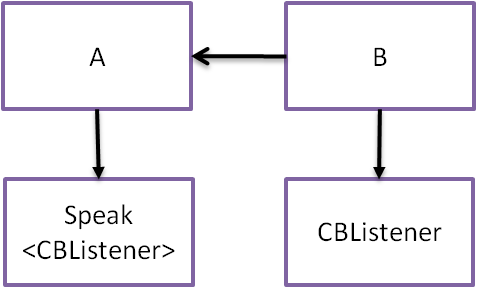 A
B
Speak
<CBListener>
CBListener